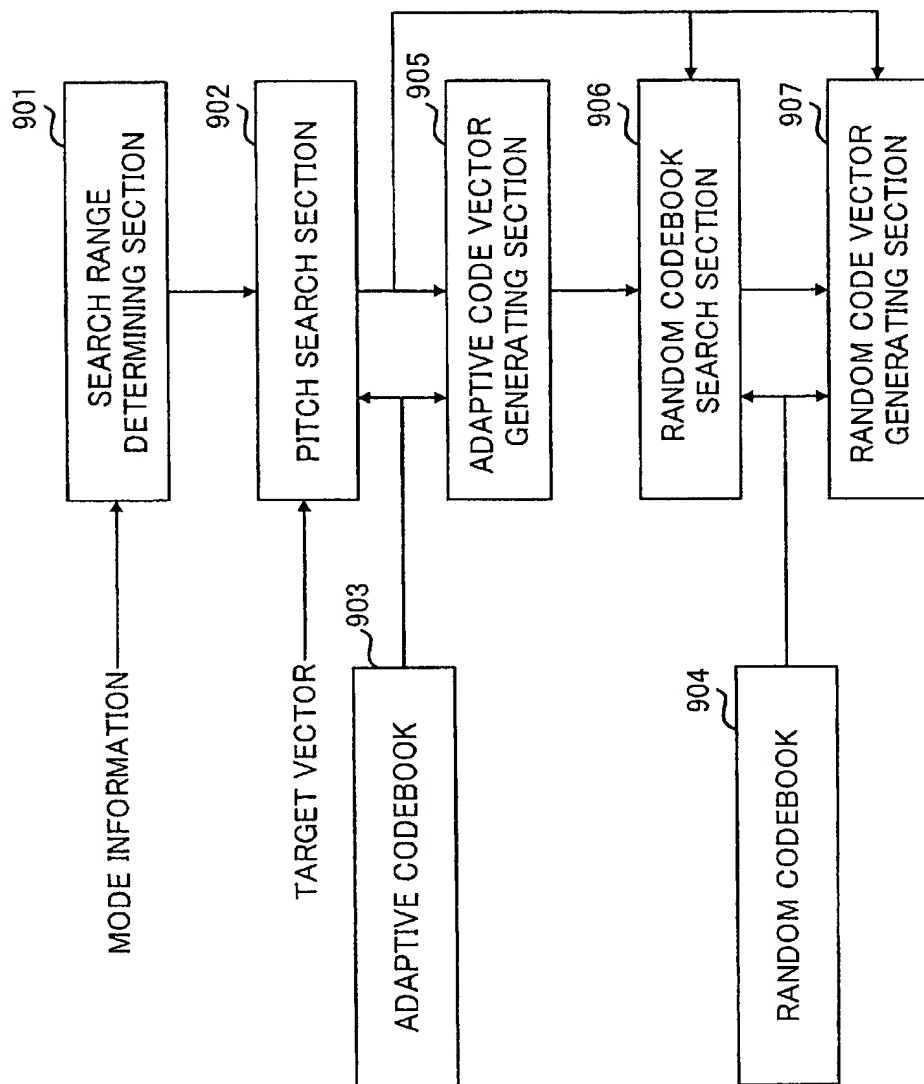 MODE INFORMATION
901
SEARCH RANGE
DETERMINING SECTION
TARGET VECTOR
902
PITCH SEARCH SECTION
903
ADAPTIVE CODEBOOK
905
ADAPTIVE CODE VECTOR
GENERATING SECTION
906
RANDOM CODEBOOK
SEARCH SECTION
904
RANDOM CODEBOOK
907
RANDOM CODE VECTOR
GENERATING SECTION